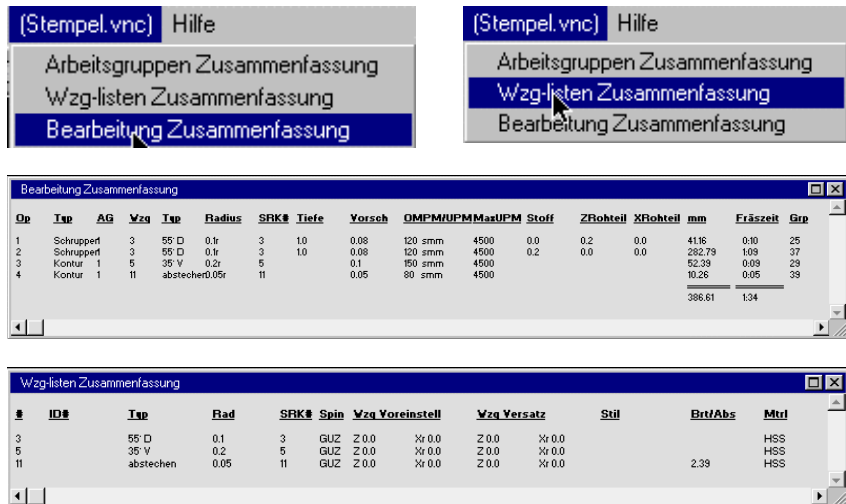 (Stempel.vnc) Hilfe
Arbeitsgruppen Zusammenfassung
Wzg-listen Zusammenfassung
Bearbeitung Zusammenfassung
(Stempel.vnc) Hilfe
Arbeitsgruppen Zusammenfassung
Wzg-listen Zusammenfassung
Bearbeitung Zusammenfassung
Bearbeitung Zusammenfassung
Op Typ AG Wzg Typ Radius SRK# Tiefe Vorsch OMPM/UPM MaxUPM Stoff ZRohteil XRohteil mm Fräszeit Grp
1 Schruppen1 3 55° D 0.1r 3 1.0 0.08 120 smm 4500 0.0 0.2 0.0 41.16 0:10 25
2 Schruppen1 3 55° D 0.1r 3 1.0 0.08 120 smm 4500 0.2 0.0 0.0 282.79 1:09 37
3 Kontur 1 5 35° V 0.2r 5 0.1 150 smm 4500 52.39 0:09 29
4 Kontur 1 11 abstechen0.05r 11 0.05 80 smm 4500 10.26 0:05 39
386.61 1:34
Wzg-listen Zusammenfassung
# ID# Typ Rad SRK# Spin Wzg Voreinstell Wzg Versatz Stil Brt/Abs Mtrl
3 55° D 0.1 3 GUZ Z 0.0 Xr 0.0 Z 0.0 Xr 0.0 HSS
5 35° V 0.2 5 GUZ Z 0.0 Xr 0.0 Z 0.0 Xr 0.0 HSS
11 abstechen 0.05 11 GUZ Z 0.0 Xr 0.0 Z 0.0 Xr 0.0 2.39 HSS